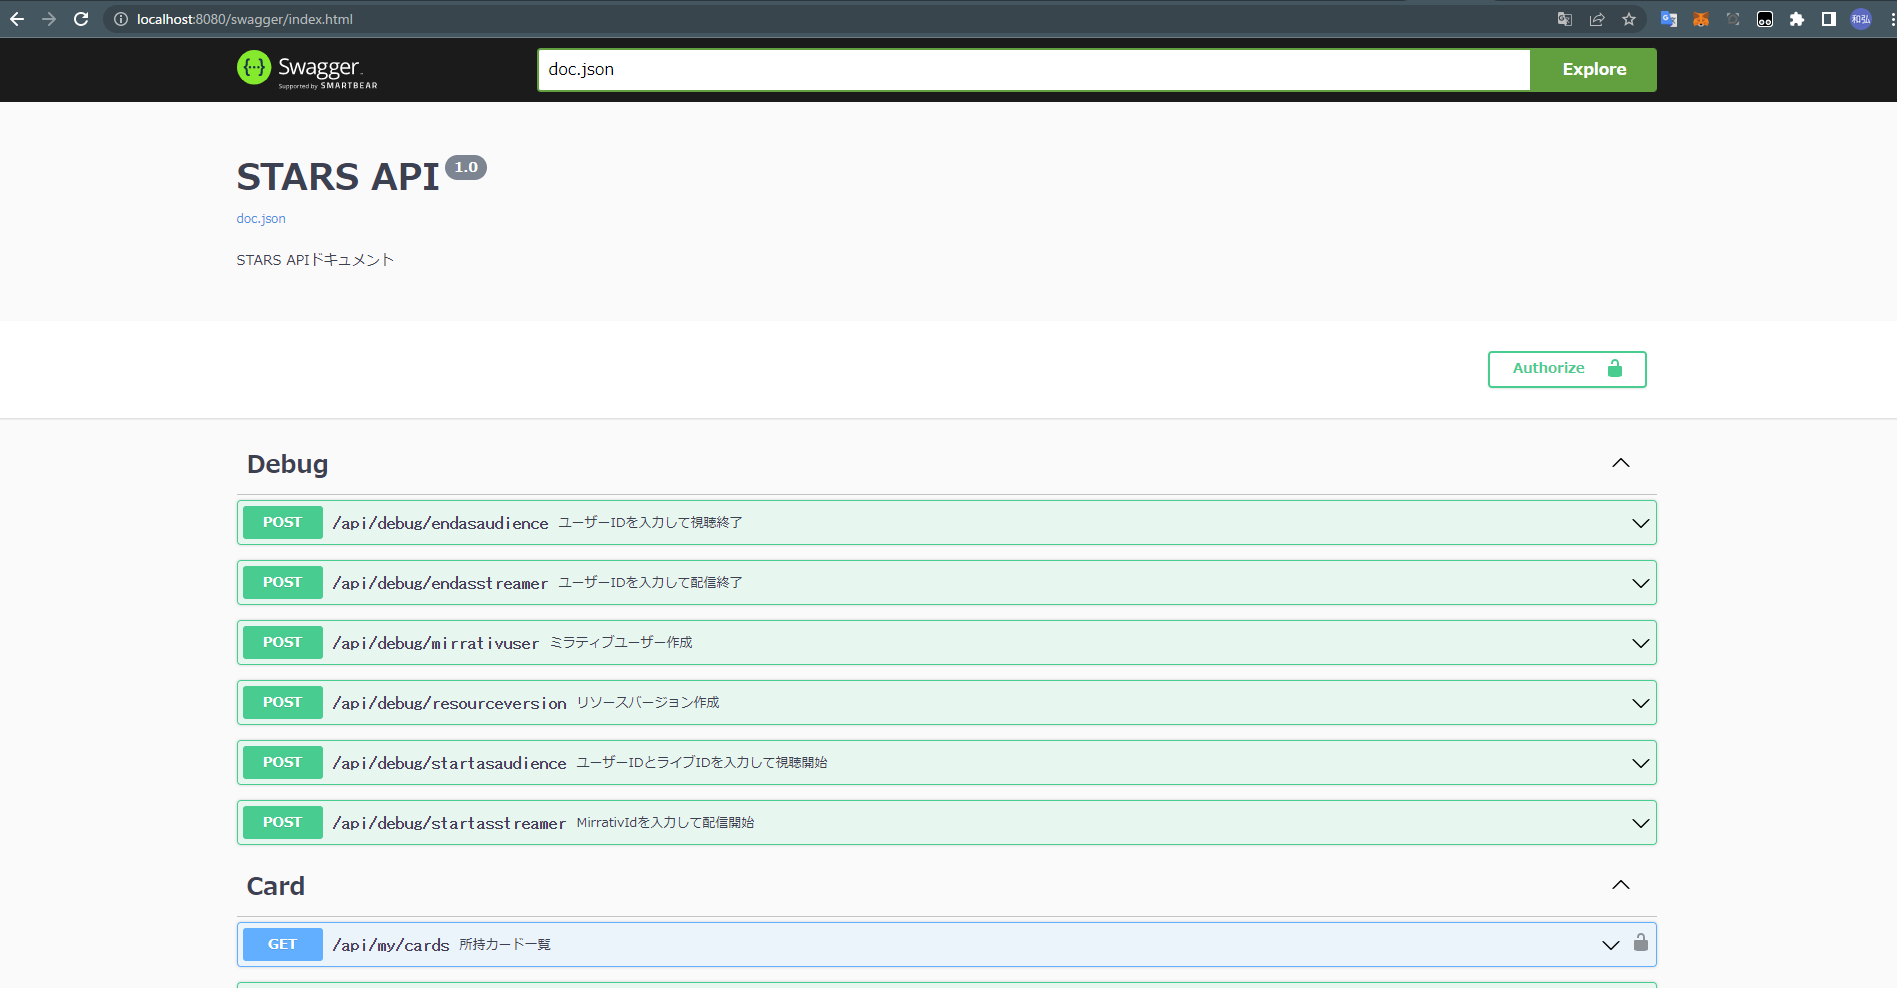 localhost:8080/swagger/index.html
和弘
{···} Swagger
Supported by SMARTBEAR
doc.json
Explore
STARS API 1.0
doc.json
STARS APIドキュメント
Authorize
Debug
POST /api/debug/endasaudience ユーザーIDを入力して視聴終了
POST /api/debug/endasstreamer ユーザーIDを入力して配信終了
POST /api/debug/mirrativuser ミラティブユーザー作成
POST /api/debug/resourceversion リソースバージョン作成
POST /api/debug/startasaudience ユーザーIDとライブIDを入力して視聴開始
POST /api/debug/startasstreamer MirrativIdを入力して配信開始
Card
GET /api/my/cards 所持カード一覧